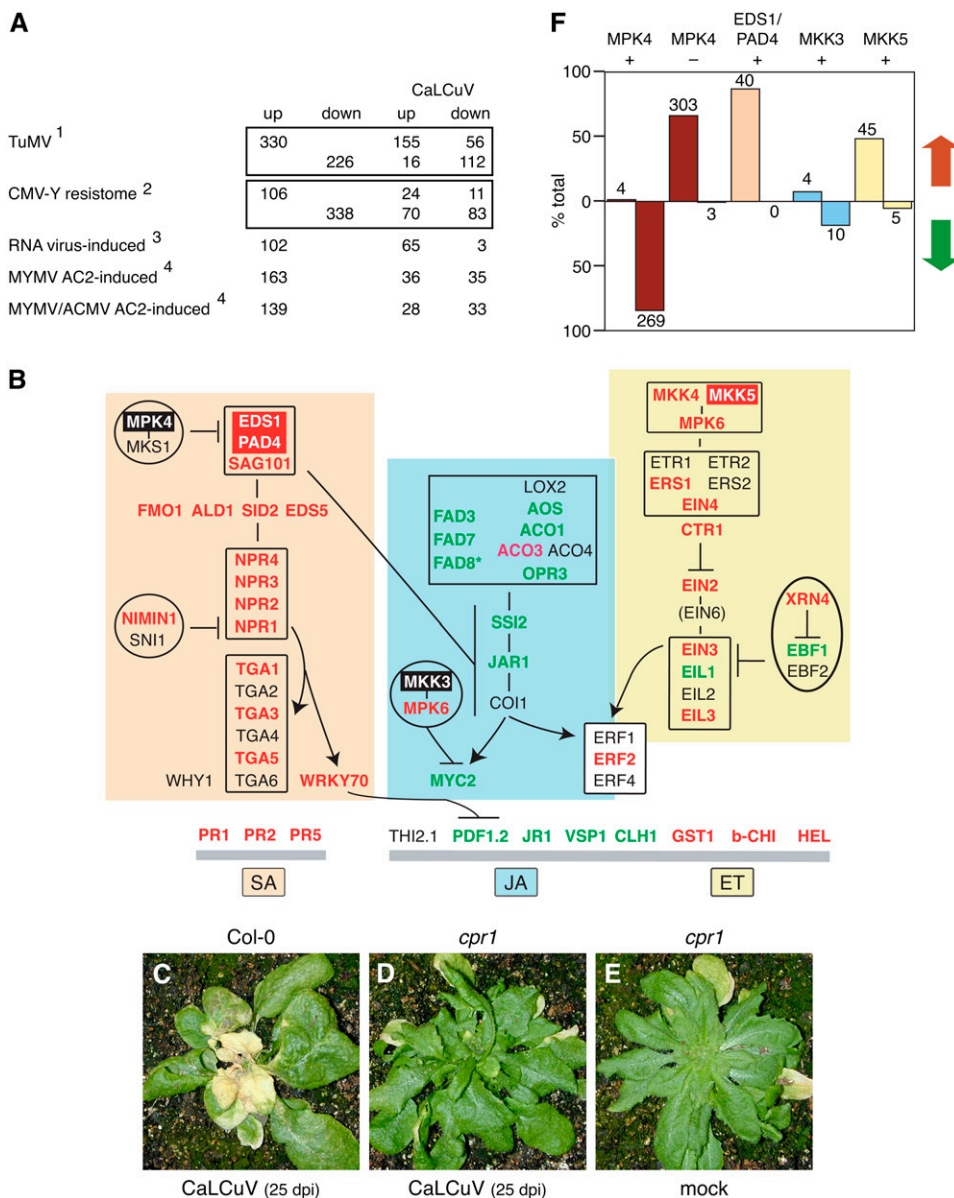 A
CaLCuV
up down up down
TuMV 1 330 155 56
226 16 112
CMV-Y resistome 2 106 24 11
338 70 83
RNA virus-induced 3 102 65 3
MYMV AC2-induced 4 163 36 35
MYMV/ACMV AC2-induced 4 139 28 33
F
EDS1/
MPK4 MPK4 PAD4 MKK3 MKK5
+ – + + +
100
50
0
50
100
% total
4
269
303
3
40
0
4
10
45
5
B
MPK4
MKS1
EDS1
PAD4
SAG101
FMO1 ALD1 SID2 EDS5
NPR4
NPR3
NPR2
NPR1
NIMIN1
SNI1
TGA1
TGA2
TGA3
TGA4
TGA5
TGA6
WHY1
WRKY70
LOX2
FAD3
FAD7
FAD8*
AOS
ACO1
ACO3 ACO4
OPR3
SSI2
JAR1
COI1
MKK3
MPK6
MYC2
MKK4 MKK5
MPK6
ETR1 ETR2
ERS1 ERS2
EIN4
CTR1
EIN2
(EIN6)
EIN3
EIL1
EIL2
EIL3
XRN4
EBF1
EBF2
ERF1
ERF2
ERF4
PR1 PR2 PR5
THI2.1 PDF1.2 JR1 VSP1 CLH1 GST1 b-CHI HEL
SA JA ET
Col-0 cpr1 cpr1
C D E
CaLCuV (25 dpi) CaLCuV (25 dpi) mock